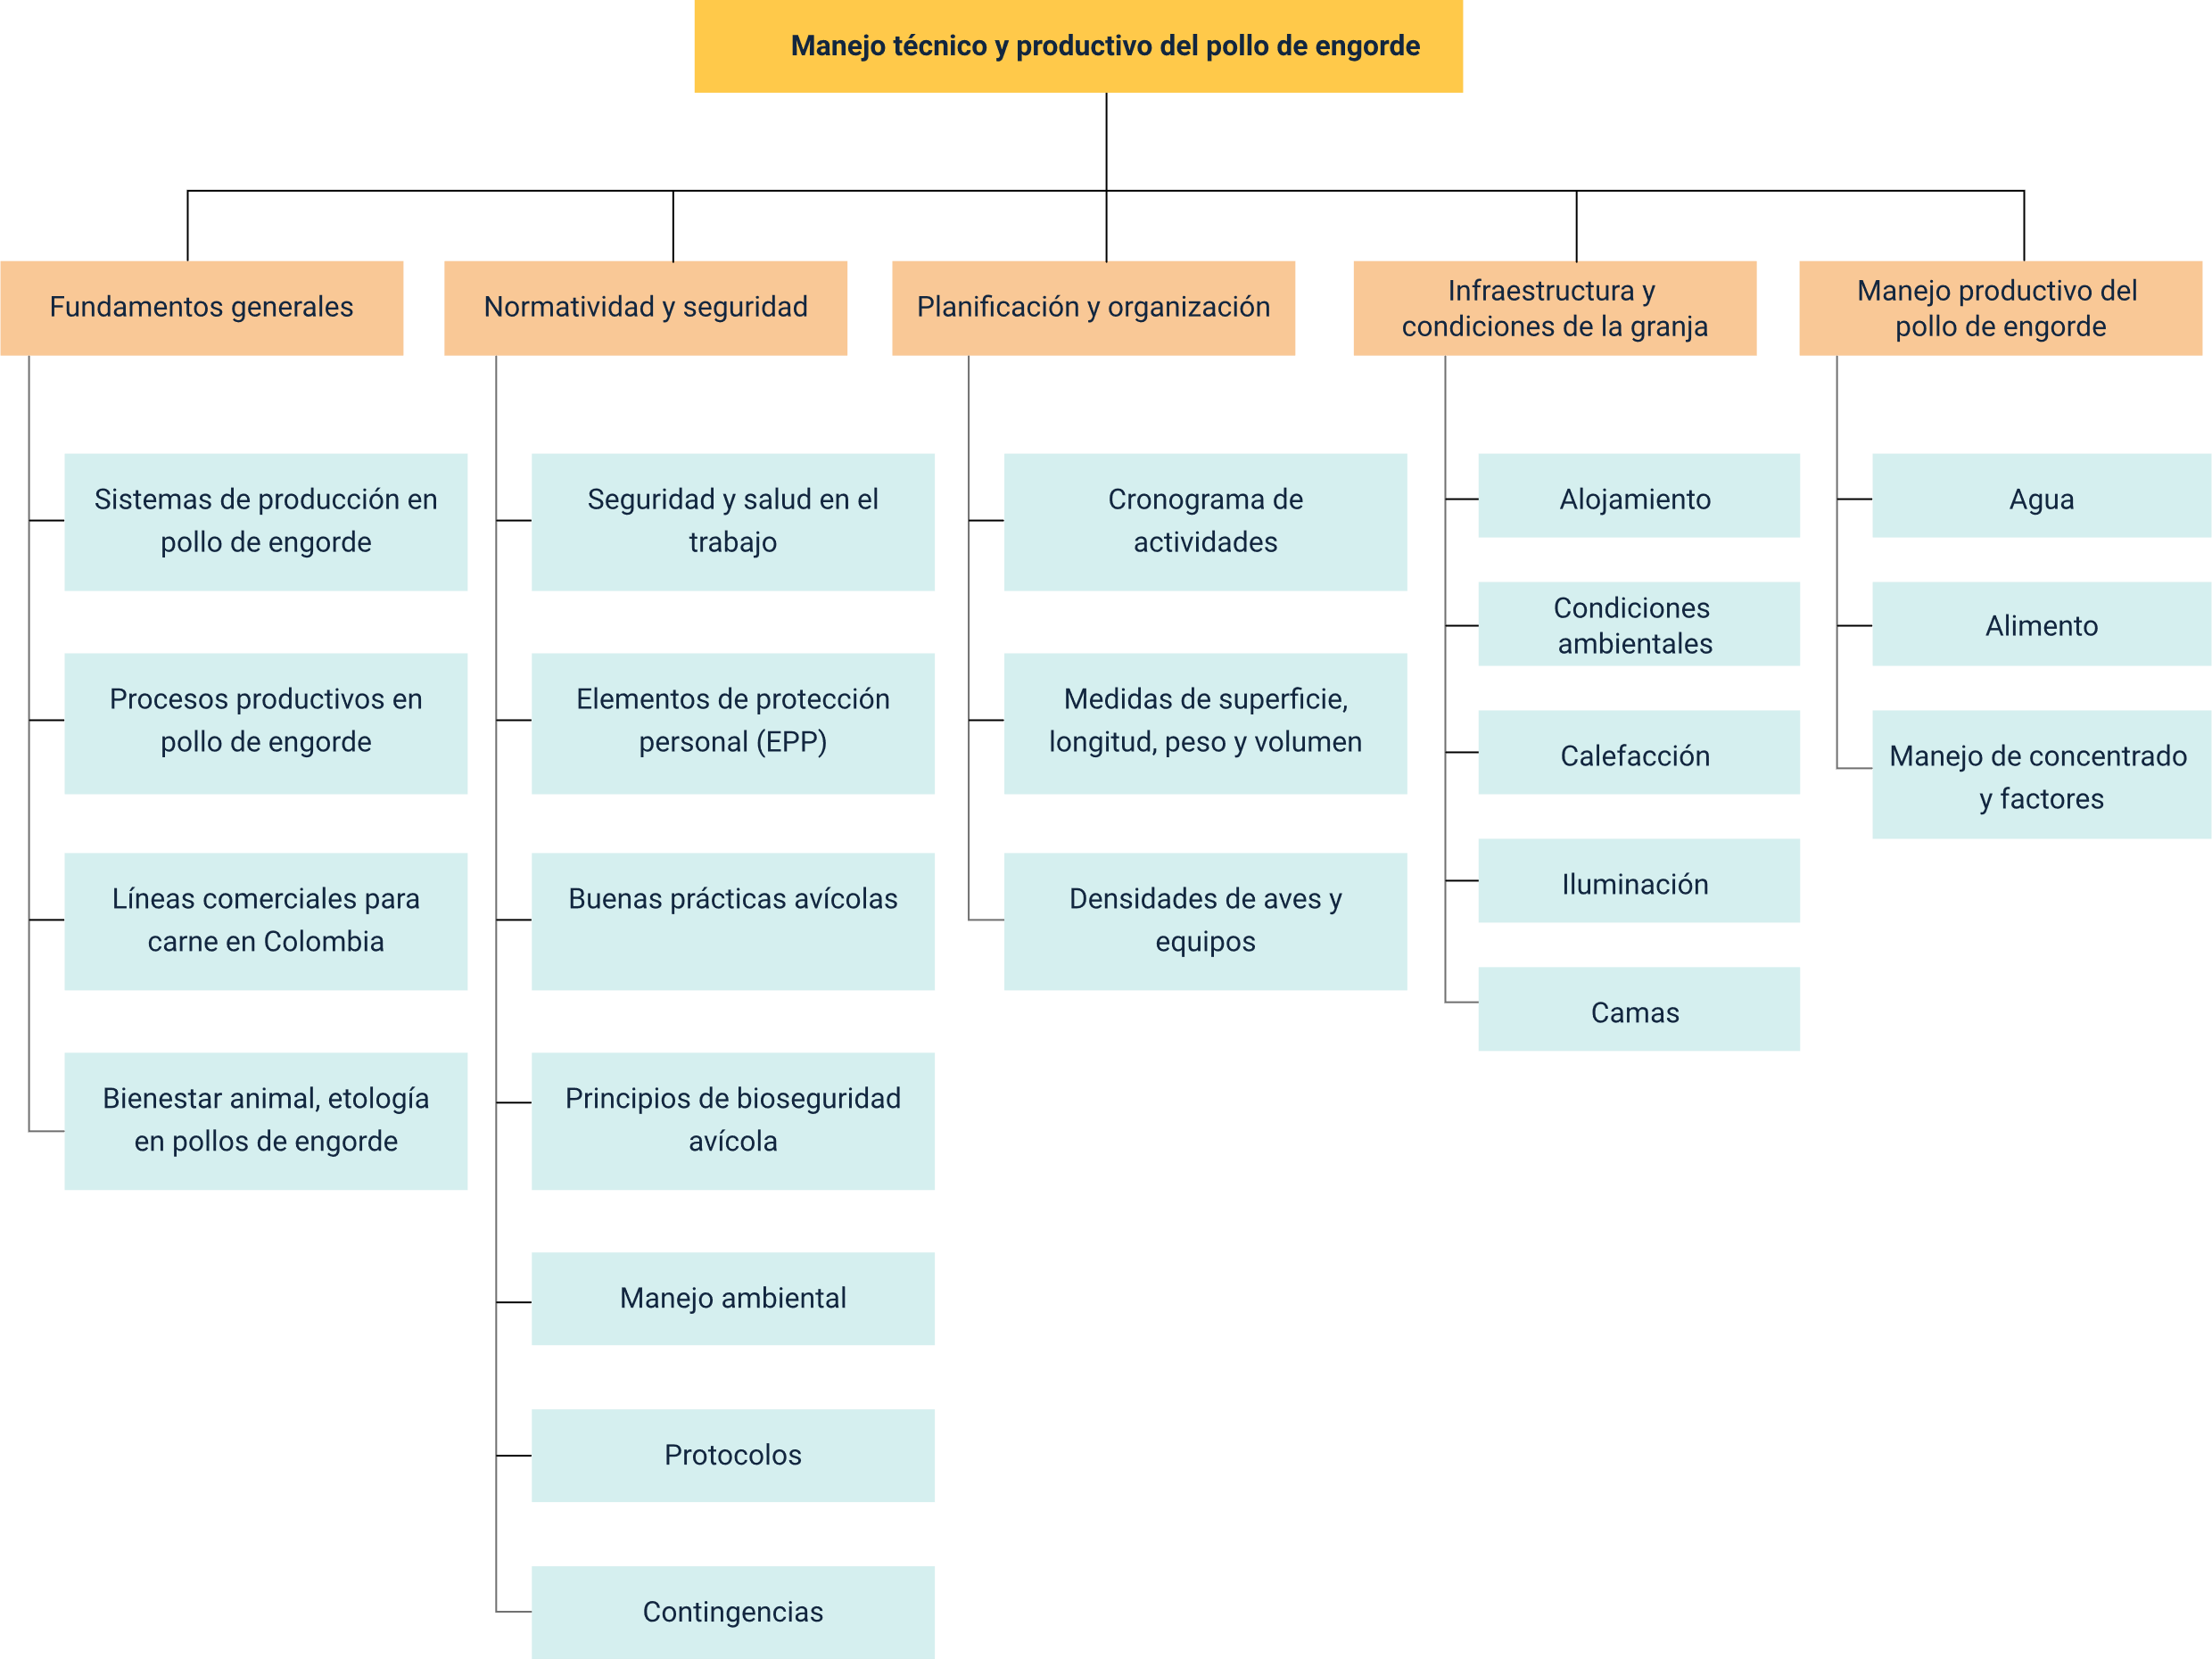 Manejo técnico y productivo del pollo de engorde
Fundamentos generales
Sistemas de producción en
pollo de engorde
Procesos productivos en
pollo de engorde
Líneas comerciales para
carne en Colombia
Bienestar animal, etología
en pollos de engorde
Normatividad y seguridad
Seguridad y salud en el
trabajo
Elementos de protección
personal (EPP)
Buenas prácticas avícolas
Principios de bioseguridad
avícola
Manejo ambiental
Protocolos
Contingencias
Planificación y organización
Cronograma de
actividades
Medidas de superficie,
longitud, peso y volumen
Densidades de aves y
equipos
Infraestructura y
condiciones de la granja
Alojamiento
Condiciones
ambientales
Calefacción
Iluminación
Camas
Manejo productivo del
pollo de engorde
Agua
Alimento
Manejo de concentrado
y factores